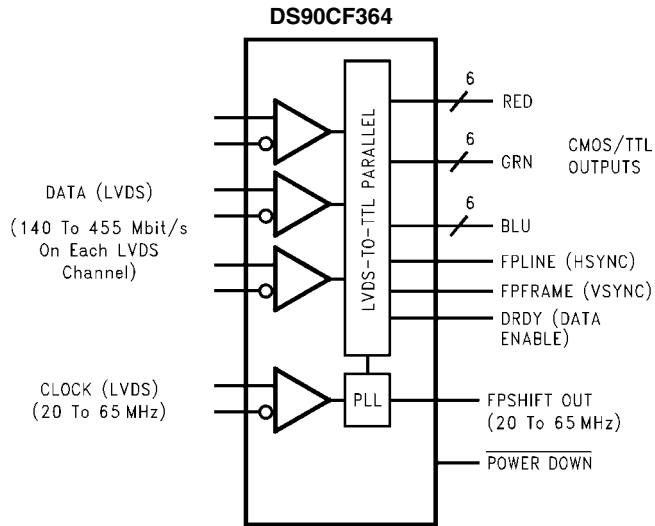 DS90CF364
DATA (LVDS)
(140 To 455 Mbit/s
On Each LVDS
Channel)
CLOCK (LVDS)
(20 To 65 MHz)
LVDS-TO-TTL PARALLEL
PLL
6
RED
6
GRN
CMOS/TTL
OUTPUTS
6
BLU
FPLINE (HSYNC)
FPFRAME (VSYNC)
DRDY (DATA
ENABLE)
FPSHIFT OUT
(20 To 65 MHz)
POWER DOWN